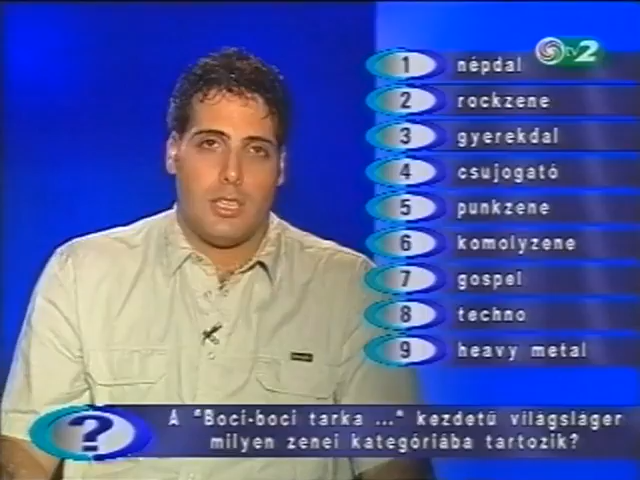 tv2
1 népdal
2 rockzene
3 gyerekdal
4 csujogató
5 punkzene
6 komolyzene
7 gospel
8 techno
9 heavy metal
? A "Boci-boci tarka ..." kezdetű világsláger
milyen zenei kategóriába tartozik?